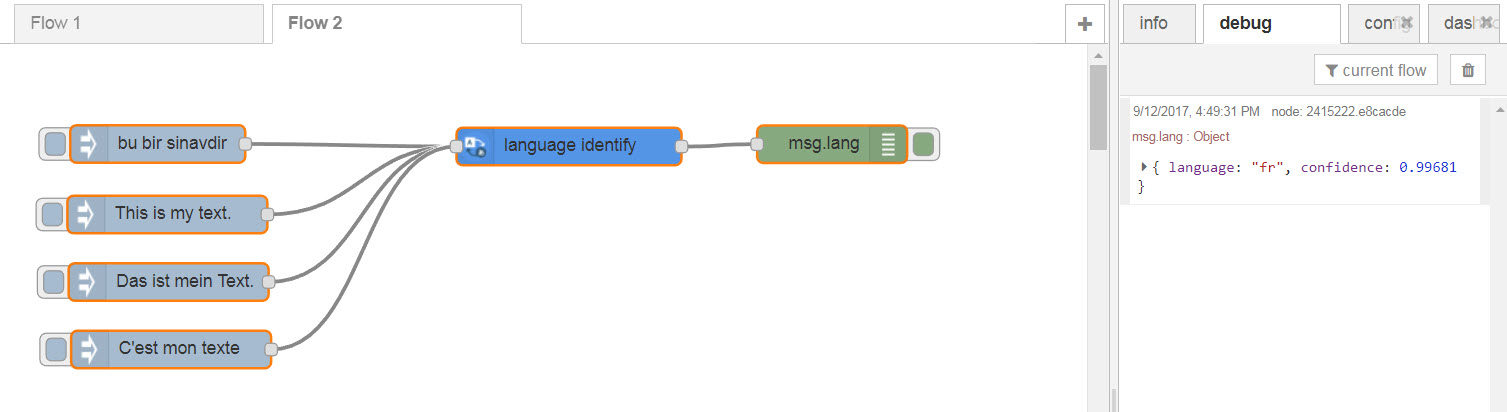 Flow 1
Flow 2
info
debug
config
current flow
bu bir sinavdir
This is my text.
Das ist mein Text.
C'est mon texte
language identify
msg.lang
9/12/2017, 4:49:31 PM node: 2415222.e8cacde
msg.lang : Object
{ language: "fr", confidence: 0.99681
}